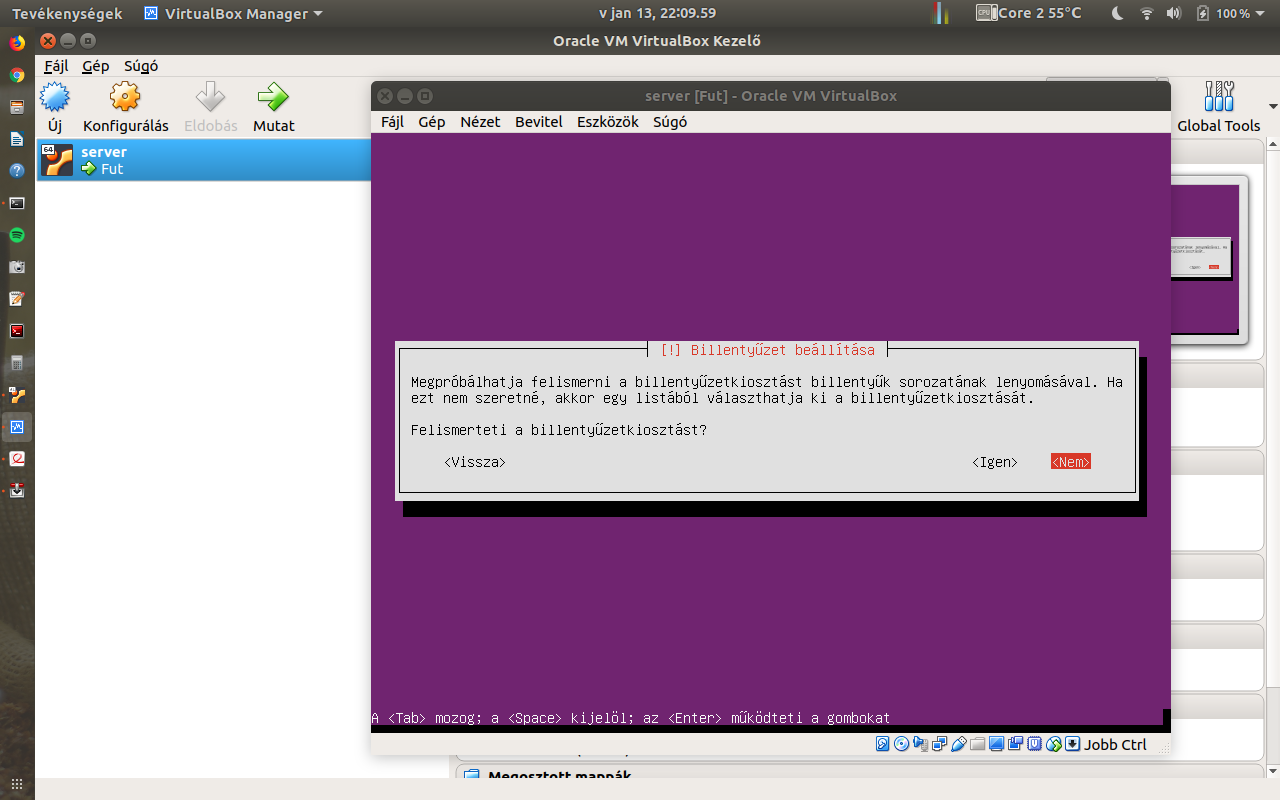 Tevékenységek
VirtualBox Manager
v jan 13, 22:09.59
Core 2 55°C
100 %
Oracle VM VirtualBox Kezelő
Fájl Gép Súgó
Új
Konfigurálás
Eldobás
Mutat
Global Tools
64
server
Fut
server [Fut] - Oracle VM VirtualBox
Fájl Gép Nézet Bevitel Eszközök Súgó
[!] Billentyűzet beállítása
Megpróbálhatja felismerni a billentyűzetkiosztást billentyűk sorozatának lenyomásával. Ha
ezt nem szeretné, akkor egy listából választhatja ki a billentyűzetkiosztását.
Felismerteti a billentyűzetkiosztást?
<Vissza>
<Igen>
<Nem>
A <Tab> mozog; a <Space> kijelöl; az <Enter> működteti a gombokat
Jobb Ctrl
Megosztott mappák